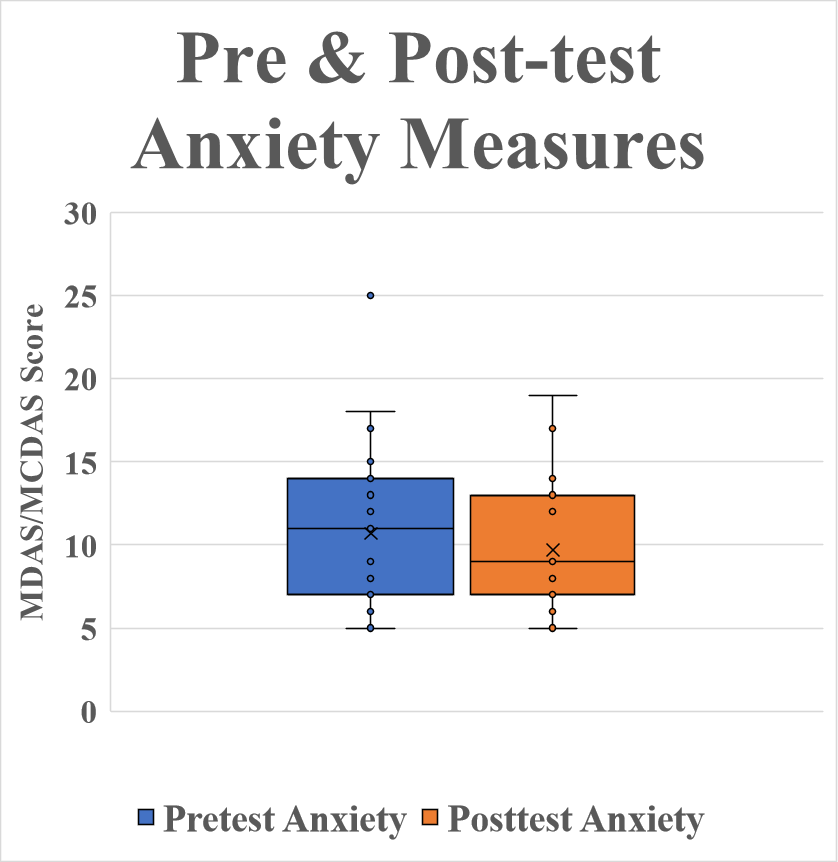 Pre & Post-test
Anxiety Measures
30
25
20
15
10
5
0
MDAS/MCDAS Score
Pretest Anxiety
Posttest Anxiety